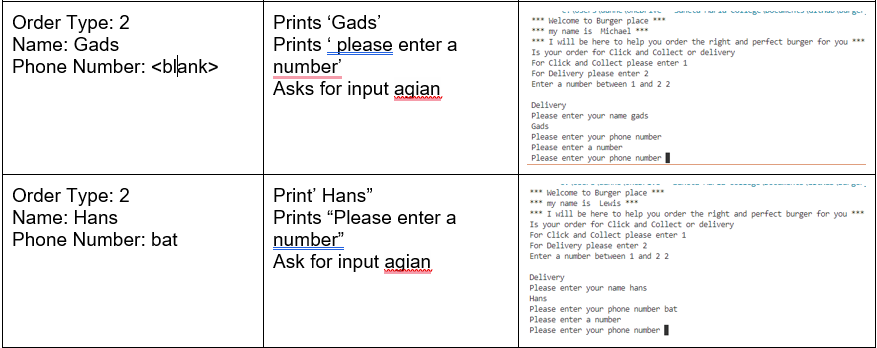 Order Type: 2
Name: Gads
Phone Number: <blank>
Prints ‘Gads’
Prints ‘ please enter a
number’
Asks for input agian
*** Welcome to Burger place ***
*** my name is  Michael ***
*** I will be here to help you order the right and perfect burger for you ***
Is your order for Click and Collect or delivery
For Click and Collect please enter 1
For Delivery please enter 2
Enter a number between 1 and 2 2
Delivery
Please enter your name gads
Gads
Please enter your phone number
Please enter a number
Please enter your phone number
Order Type: 2
Name: Hans
Phone Number: bat
Print’ Hans”
Prints “Please enter a
number”
Ask for input agian
*** Welcome to Burger place ***
*** my name is  Lewis ***
*** I will be here to help you order the right and perfect burger for you ***
Is your order for Click and Collect or delivery
For Click and Collect please enter 1
For Delivery please enter 2
Enter a number between 1 and 2 2
Delivery
Please enter your name hans
Hans
Please enter your phone number bat
Please enter a number
Please enter your phone number